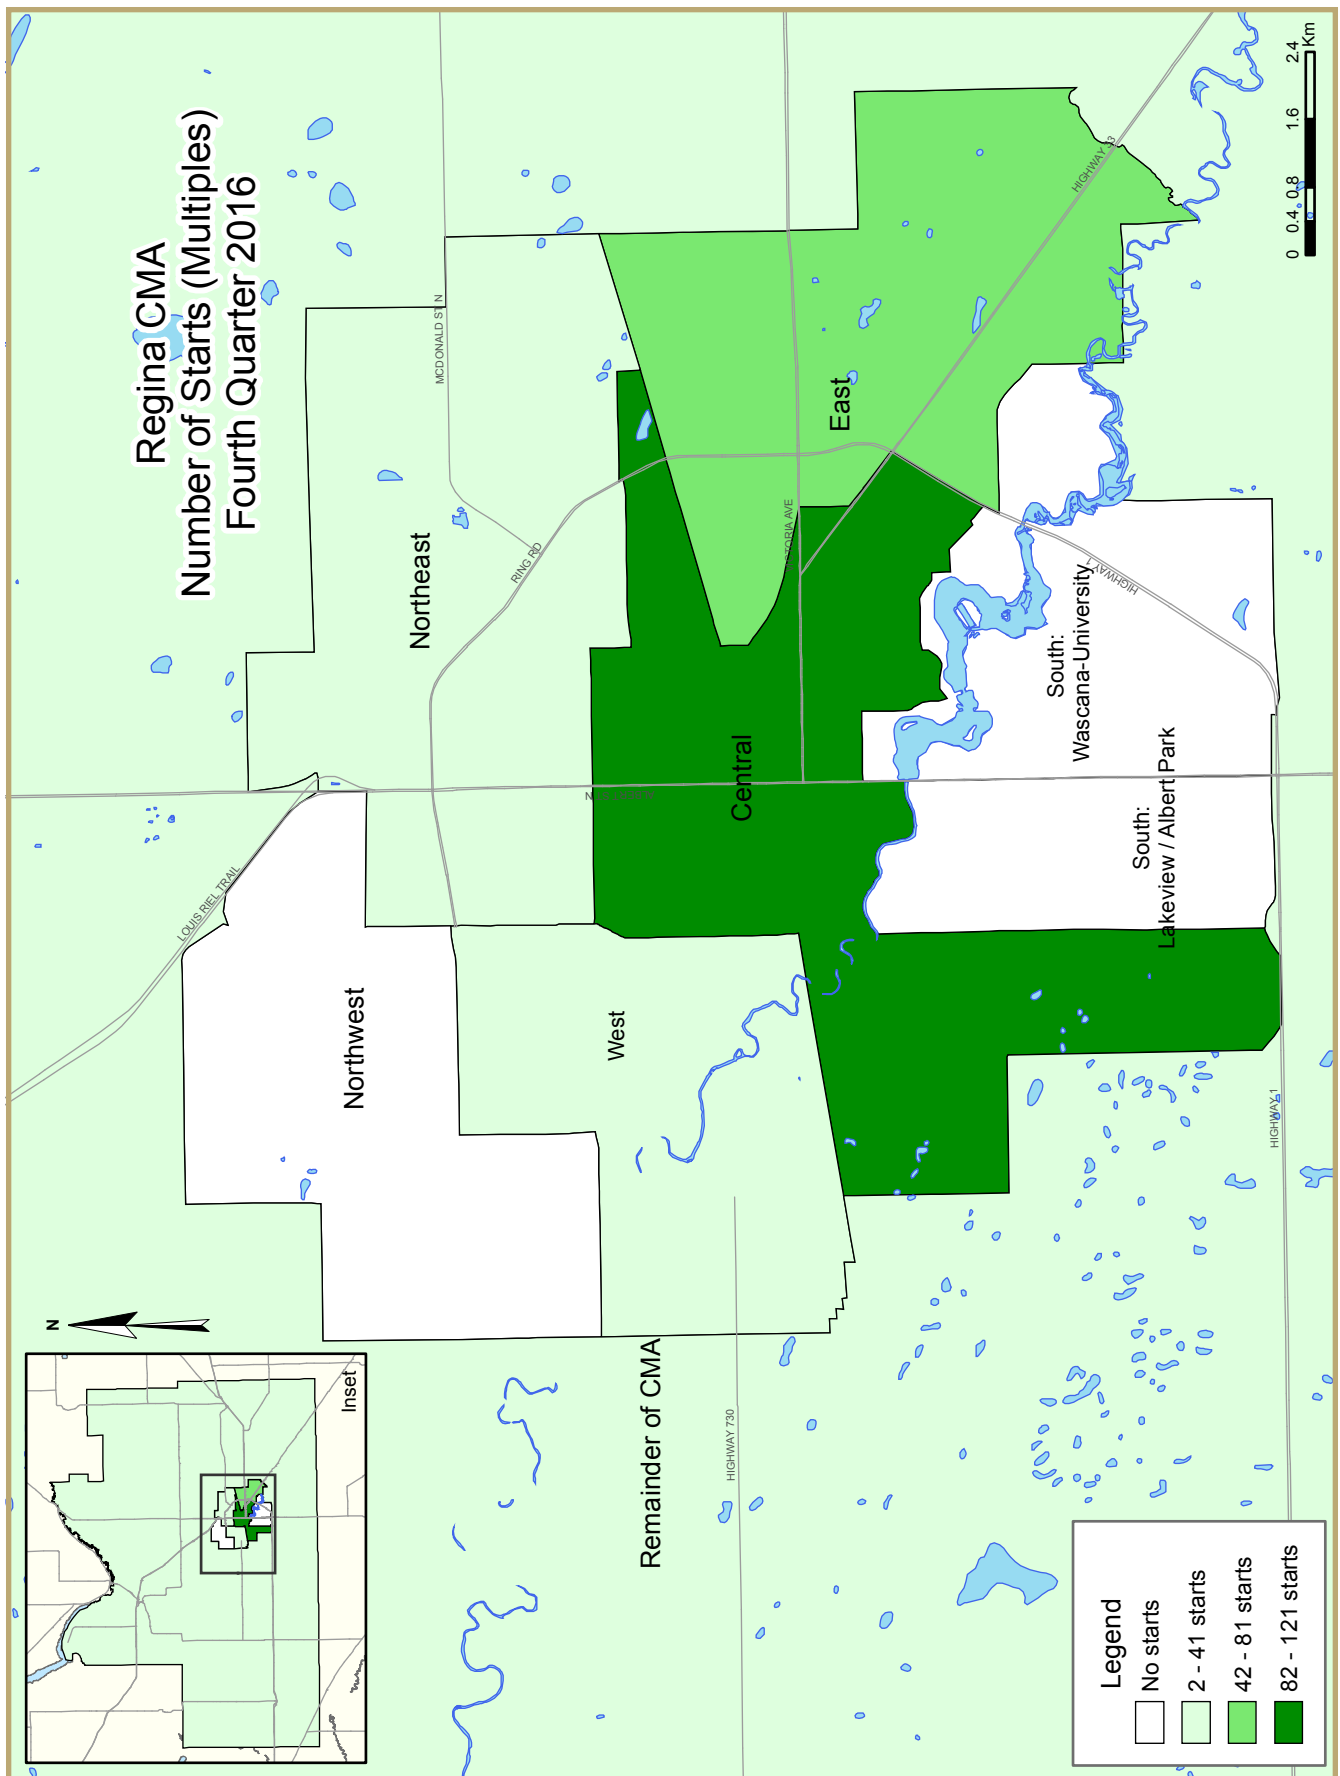 Regina CMA
Number of Starts (Multiples)
Fourth Quarter 2016
N
Inset
LOUIS RIEL TRAIL
MCDONALD ST N
RING RD
Northwest
Northeast
West
Central
East
VICTORIA AVE
HIGHWAY 33
HIGHWAY 1
South:
Wascana-University
South:
Lakeview / Albert Park
Remainder of CMA
HIGHWAY 730
HIGHWAY 1
Legend
No starts
2 - 41 starts
42 - 81 starts
82 - 121 starts
0 0.4 0.8 1.6 2.4
Km